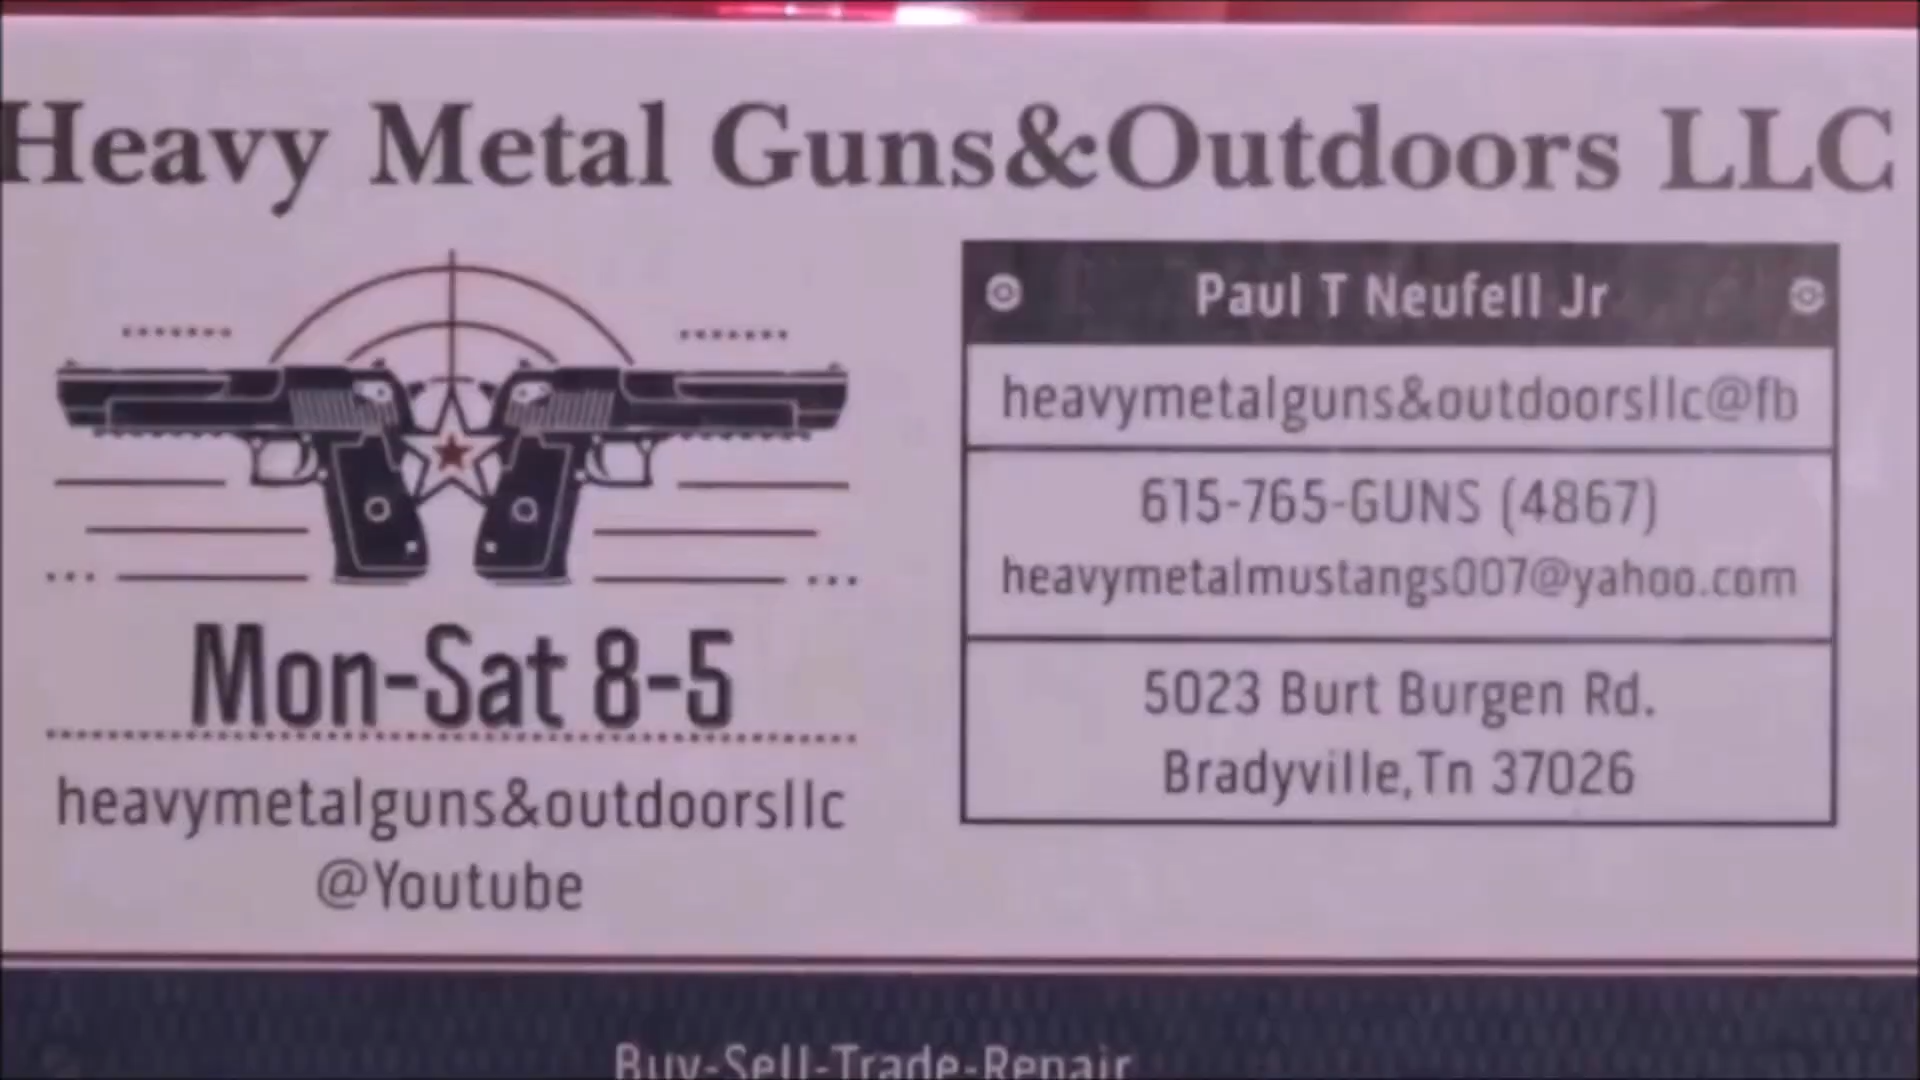 Heavy Metal Guns&Outdoors LLC
Mon-Sat 8-5
heavymetalguns&outdoorsllc
@Youtube
Paul T Neufell Jr
heavymetalguns&outdoorsllc@fb
615-765-GUNS (4867)
heavymetalmustangs007@yahoo.com
5023 Burt Burgen Rd.
Bradyville,Tn 37026
Buy-Sell-Trade-Repair